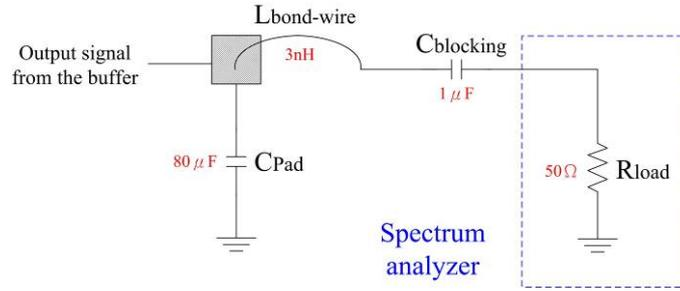 Lbond-wire
Output signal
from the buffer
3nH
Cblocking
1 μF
80 μF
CPad
50Ω
Rload
Spectrum
analyzer